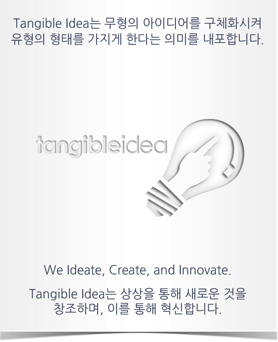 Tangible Idea는 무형의 아이디어를 구체화시켜
유형의 형태를 가지게 한다는 의미를 내포합니다.
tangibleidea
We Ideate, Create, and Innovate.
Tangible Idea는 상상을 통해 새로운 것을
창조하며, 이를 통해 혁신합니다.